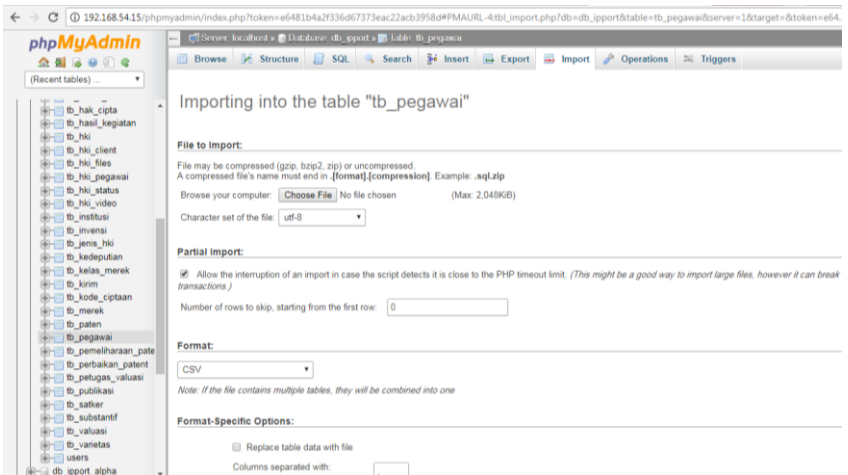 192.168.54.15/phpmyadmin/index.php?token=e6481b4a2f336d67373eac22acb3958d#PMAURL-4:tbl_import.php?db=db_ipport&table=tb_pegawai&server=1&target=&token=e64.
phpMyAdmin
(Recent tables) ...
tb_hak_cipta
tb_hasil_kegiatan
tb_hki
tb_hki_client
tb_hki_files
tb_hki_pegawai
tb_hki_status
tb_hki_video
tb_institusi
tb_invensi
tb_jenis_hki
tb_kedeputian
tb_kelas_merek
tb_kirim
tb_kode_ciptaan
tb_merek
tb_paten
tb_pegawai
tb_pemeliharaan_pate
tb_perbaikan_patent
tb_petugas_valuasi
tb_publikasi
tb_satker
tb_substantif
tb_valuasi
tb_varietas
users
db_ipport_alpha
Server: localhost » Database: db_ipport » Table: tb_pegawai
Browse Structure SQL Search Insert Export Import Operations Triggers
Importing into the table "tb_pegawai"
File to Import:
File may be compressed (gzip, bzip2, zip) or uncompressed.
A compressed file's name must end in .[format].[compression]. Example: .sql.zip
Browse your computer: Choose File No file chosen (Max: 2,048KiB)
Character set of the file: utf-8
Partial Import:
Allow the interruption of an import in case the script detects it is close to the PHP timeout limit. (This might be a good way to import large files, however it can break
transactions.)
Number of rows to skip, starting from the first row: 0
Format:
CSV
Note: If the file contains multiple tables, they will be combined into one
Format-Specific Options:
Replace table data with file
Columns separated with: